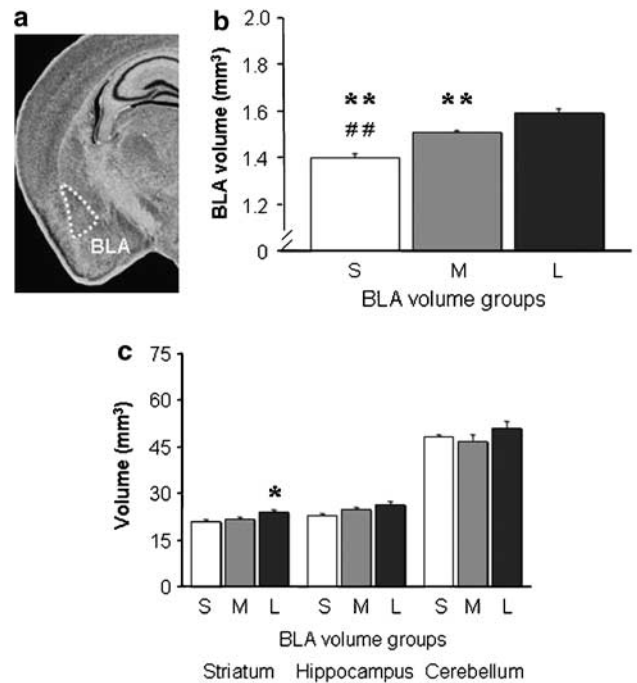 a
BLA
b
BLA volume (mm³)
2.0
1.8
1.6
1.4
1.2
0
**
##
**
S M L
BLA volume groups
c
Volume (mm³)
75
60
45
30
15
0
*
S M L S M L S M L
BLA volume groups
Striatum Hippocampus Cerebellum